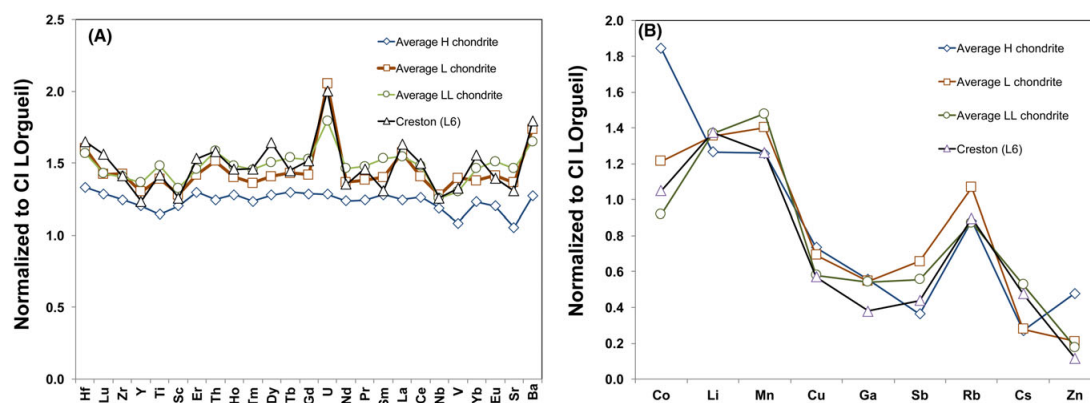 (A)
Normalized to CI LOrgueil)
2.5
2.0
1.5
1.0
0.5
0.0
Average H chondrite
Average L chondrite
Average LL chondrite
Creston (L6)
Hf Lu Zr Y Ti Sc Er Th Ho Tm Dy Tb Gd U Nd Pr Sm La Ce Nb V Yb Eu Sr Ba
(B)
Normalized to CI LOrgueil)
2.0
1.8
1.6
1.4
1.2
1.0
0.8
0.6
0.4
0.2
0.0
Average H chondrite
Average L chondrite
Average LL chondrite
Creston (L6)
Co Li Mn Cu Ga Sb Rb Cs Zn